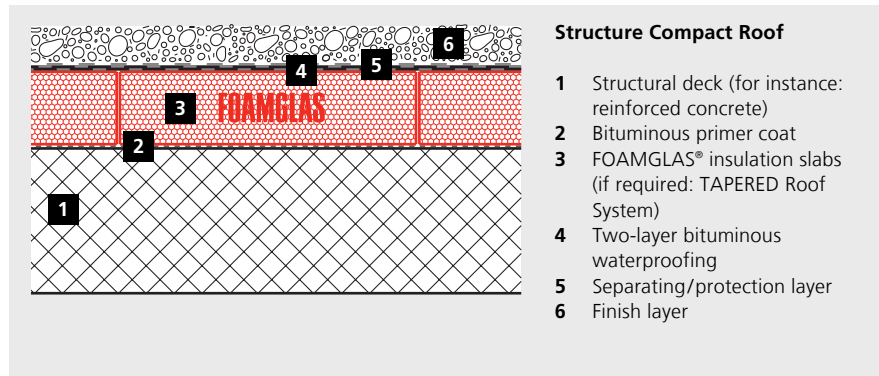 6
5
4
3
FOAMGLAS
2
1
Structure Compact Roof
1 Structural deck (for instance:
reinforced concrete)
2 Bituminous primer coat
3 FOAMGLAS® insulation slabs
(if required: TAPERED Roof
System)
4 Two-layer bituminous
waterproofing
5 Separating/protection layer
6 Finish layer